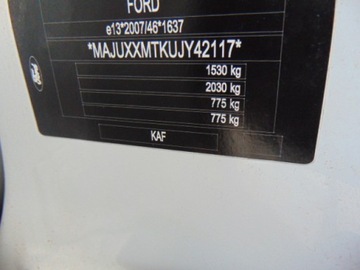 FORD
e13*2007/46*1637
*MAJUXXMTKUJY42117*
1530 kg
2030 kg
775 kg
775 kg
KAF